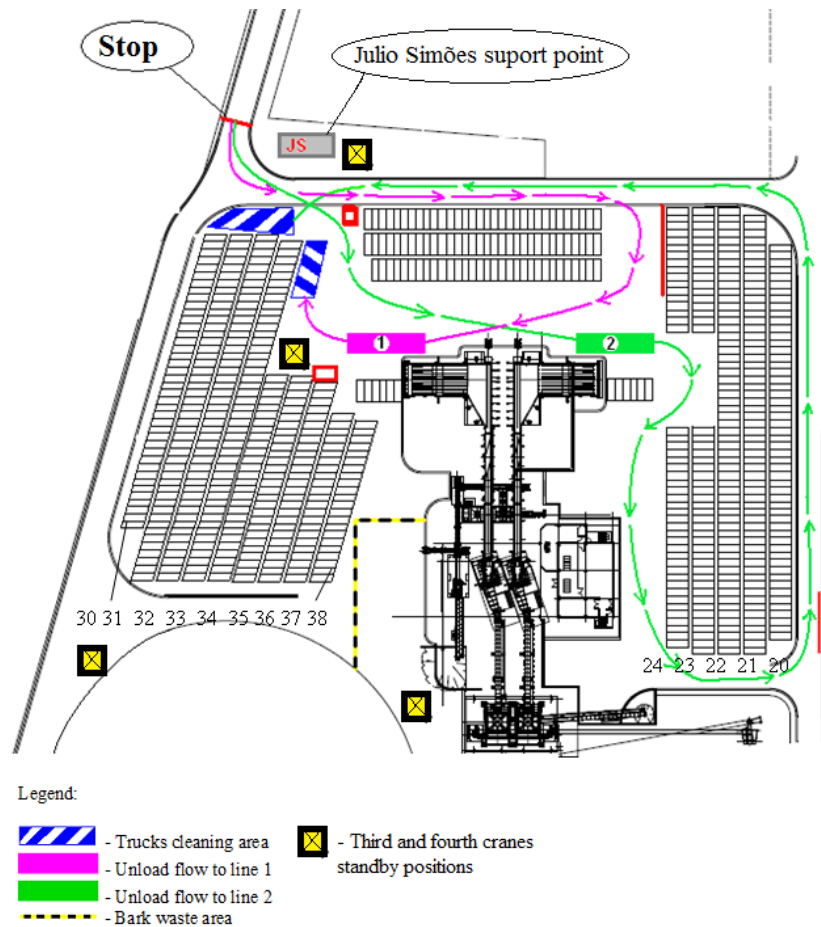 Stop
Julio Simões suport point
JS
1
2
30 31 32 33 34 35 36 37 38
24 23 22 21 20
Legend:
- Trucks cleaning area
- Unload flow to line 1
- Unload flow to line 2
- Bark waste area
- Third and fourth cranes
standby positions